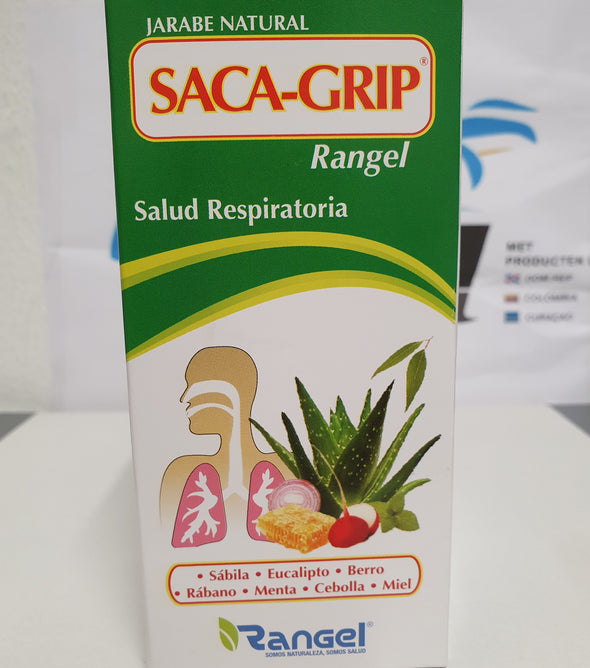 JARABE NATURAL
SACA-GRIP®
Rangel
Salud Respiratoria
MET
PRODUCTEN
DOM.REP
COLOMBIA
CURAÇAO
• Sábila • Eucalipto • Berro
• Rábano • Menta • Cebolla • Miel
Rangel®
SOMOS NATURALEZA, SOMOS SALUD